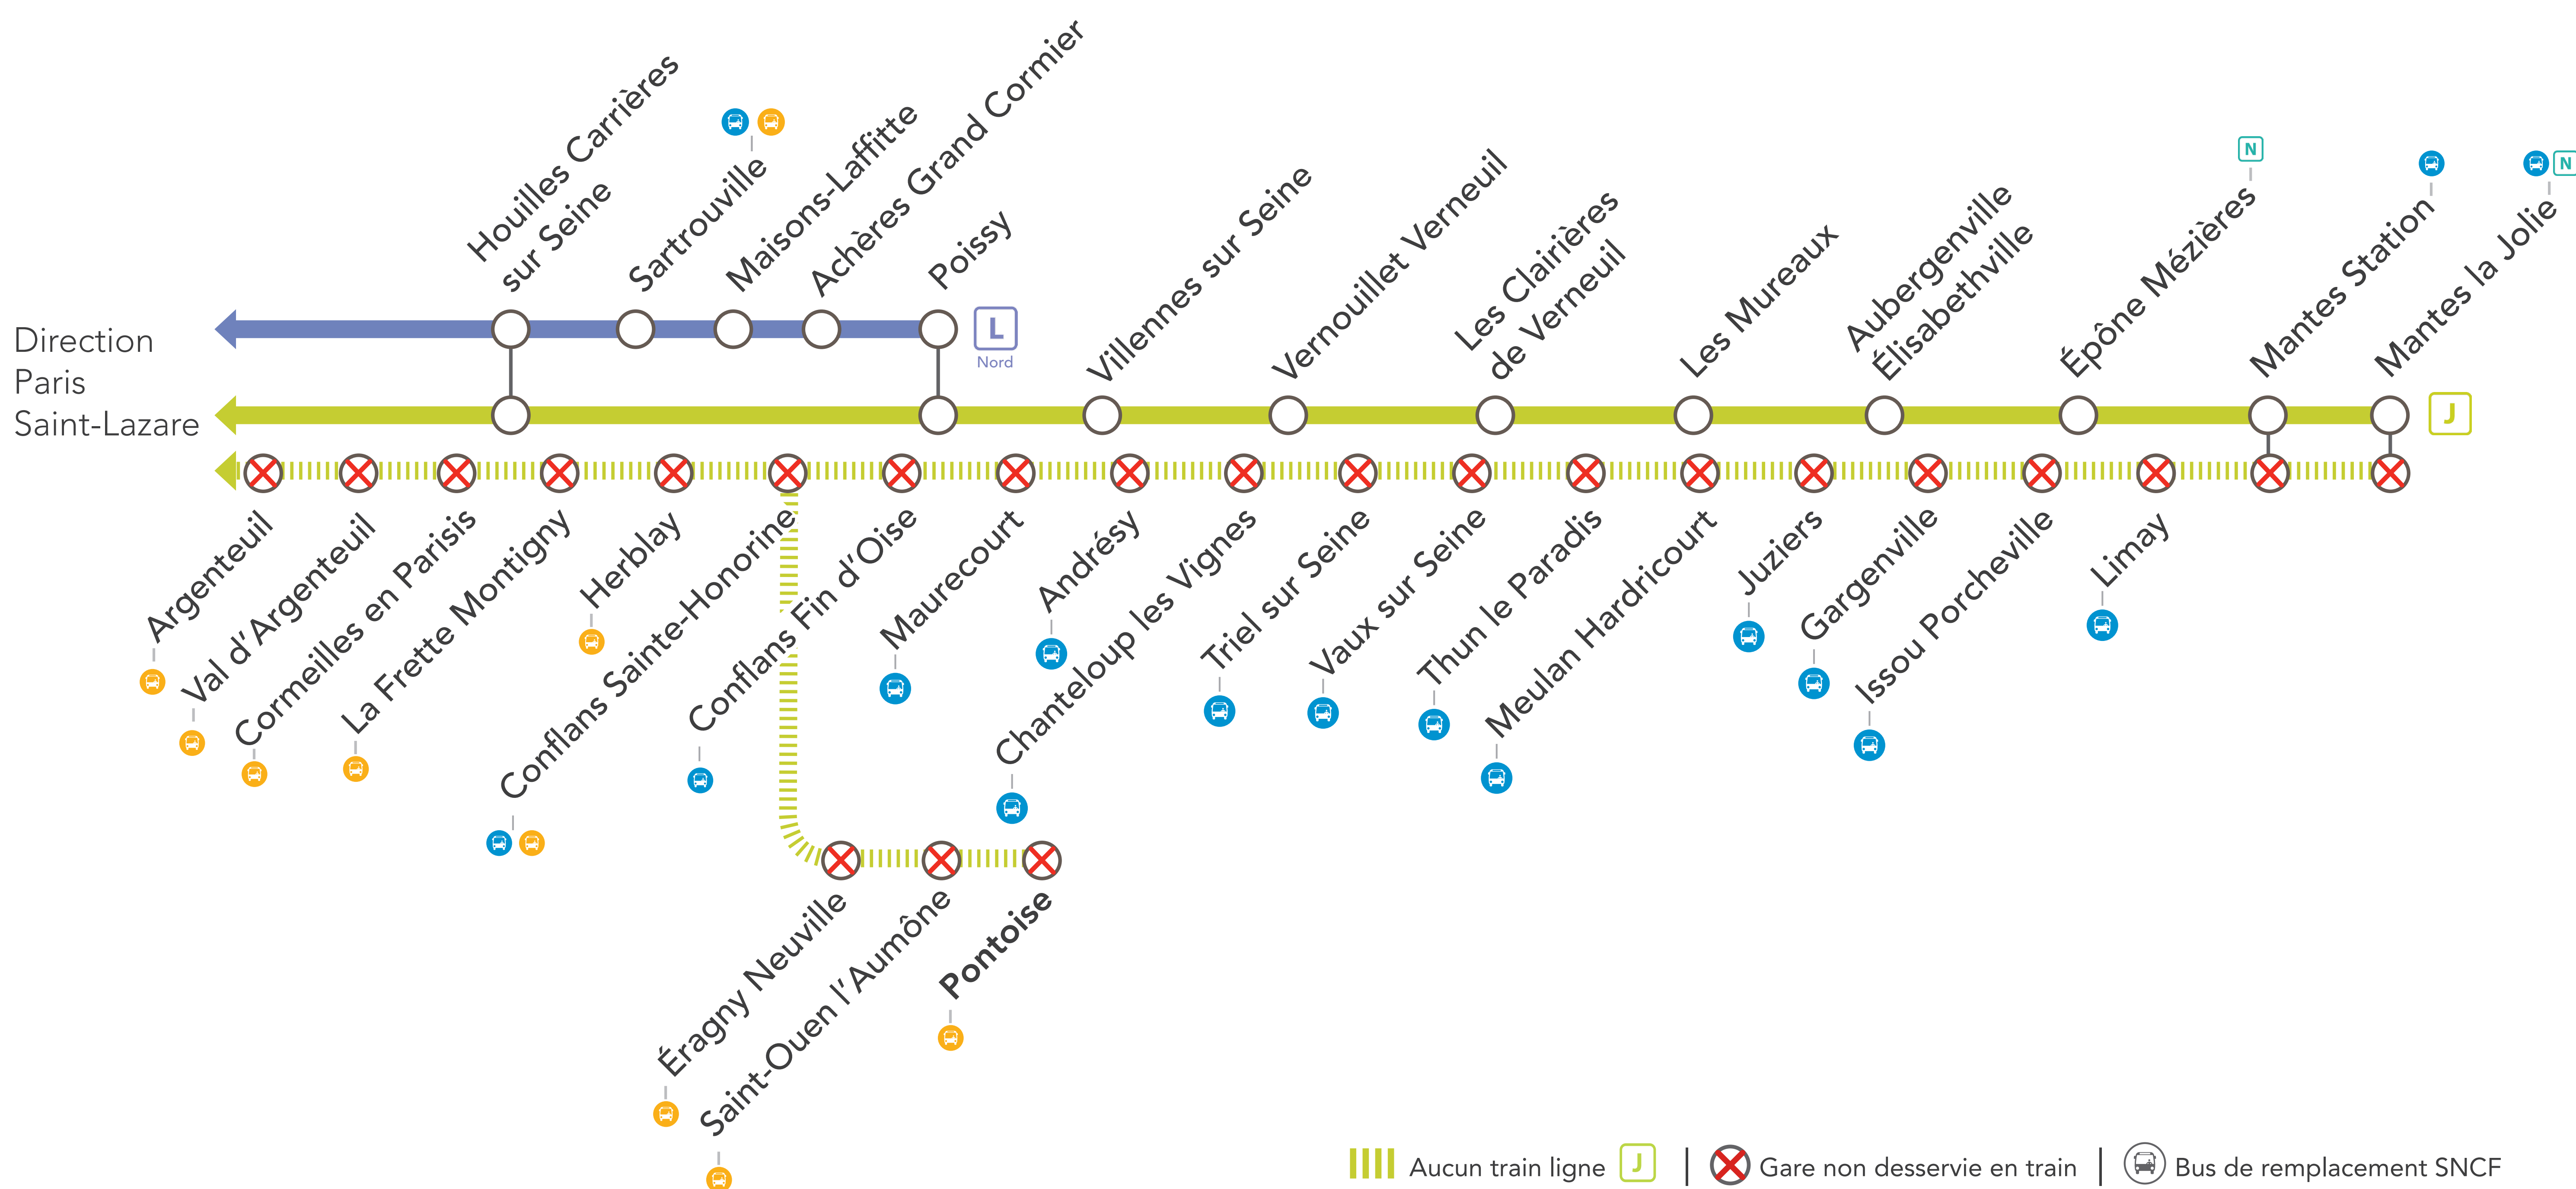 Houilles Carrières
sur Seine
Sartrouville
Maisons-Laffitte
Achères Grand Cormier
Poissy
L
Nord
Villennes sur Seine
Vernouillet Verneuil
Les Clairières
de Verneuil
Les Mureaux
Aubergenville
Élisabethville
N
Épône Mézières
Mantes Station
N
Mantes la Jolie
J
Direction
Paris
Saint-Lazare
Argenteuil
Val d'Argenteuil
Cormeilles en Parisis
La Frette Montigny
Herblay
Conflans Sainte-Honorine
Conflans Fin d'Oise
Maurecourt
Andrésy
Chanteloup les Vignes
Triel sur Seine
Vaux sur Seine
Thun le Paradis
Meulan Hardricourt
Juziers
Gargenville
Issou Porcheville
Limay
Éragny Neuville
Saint-Ouen l'Aumône
Pontoise
Aucun train ligne J
Gare non desservie en train
Bus de remplacement SNCF